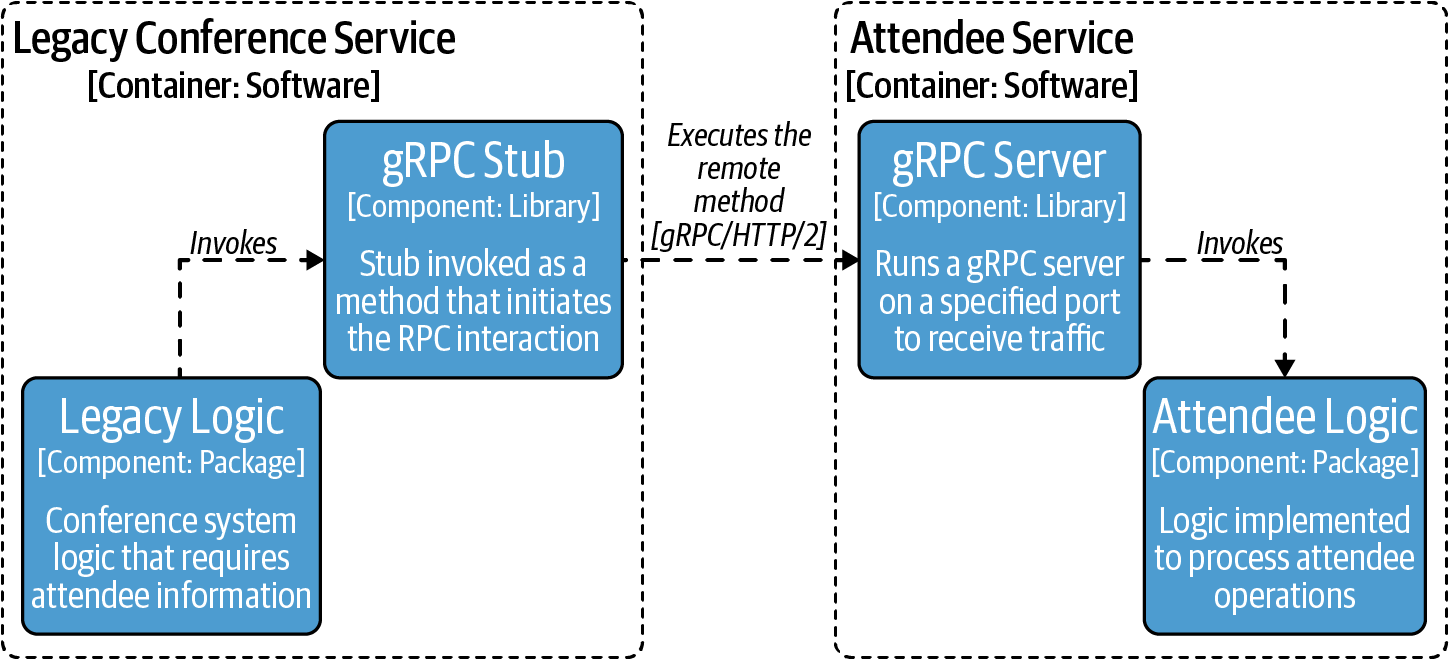 Legacy Conference Service
[Container: Software]
gRPC Stub
[Component: Library]
Stub invoked as a
method that initiates
the RPC interaction
Invokes
Legacy Logic
[Component: Package]
Conference system
logic that requires
attendee information
Executes the
remote
method
[gRPC/HTTP/2]
Attendee Service
[Container: Software]
gRPC Server
[Component: Library]
Runs a gRPC server
on a specified port
to receive traffic
Invokes
Attendee Logic
[Component: Package]
Logic implemented
to process attendee
operations